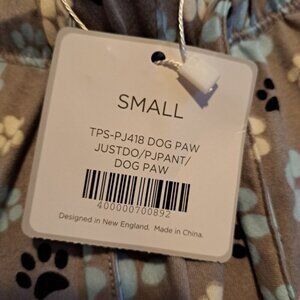 SMALL
TPS-PJ418 DOG PAW
JUSTDO/PJPANT/
DOG PAW
400000700892
Designed in New England. Made in China.